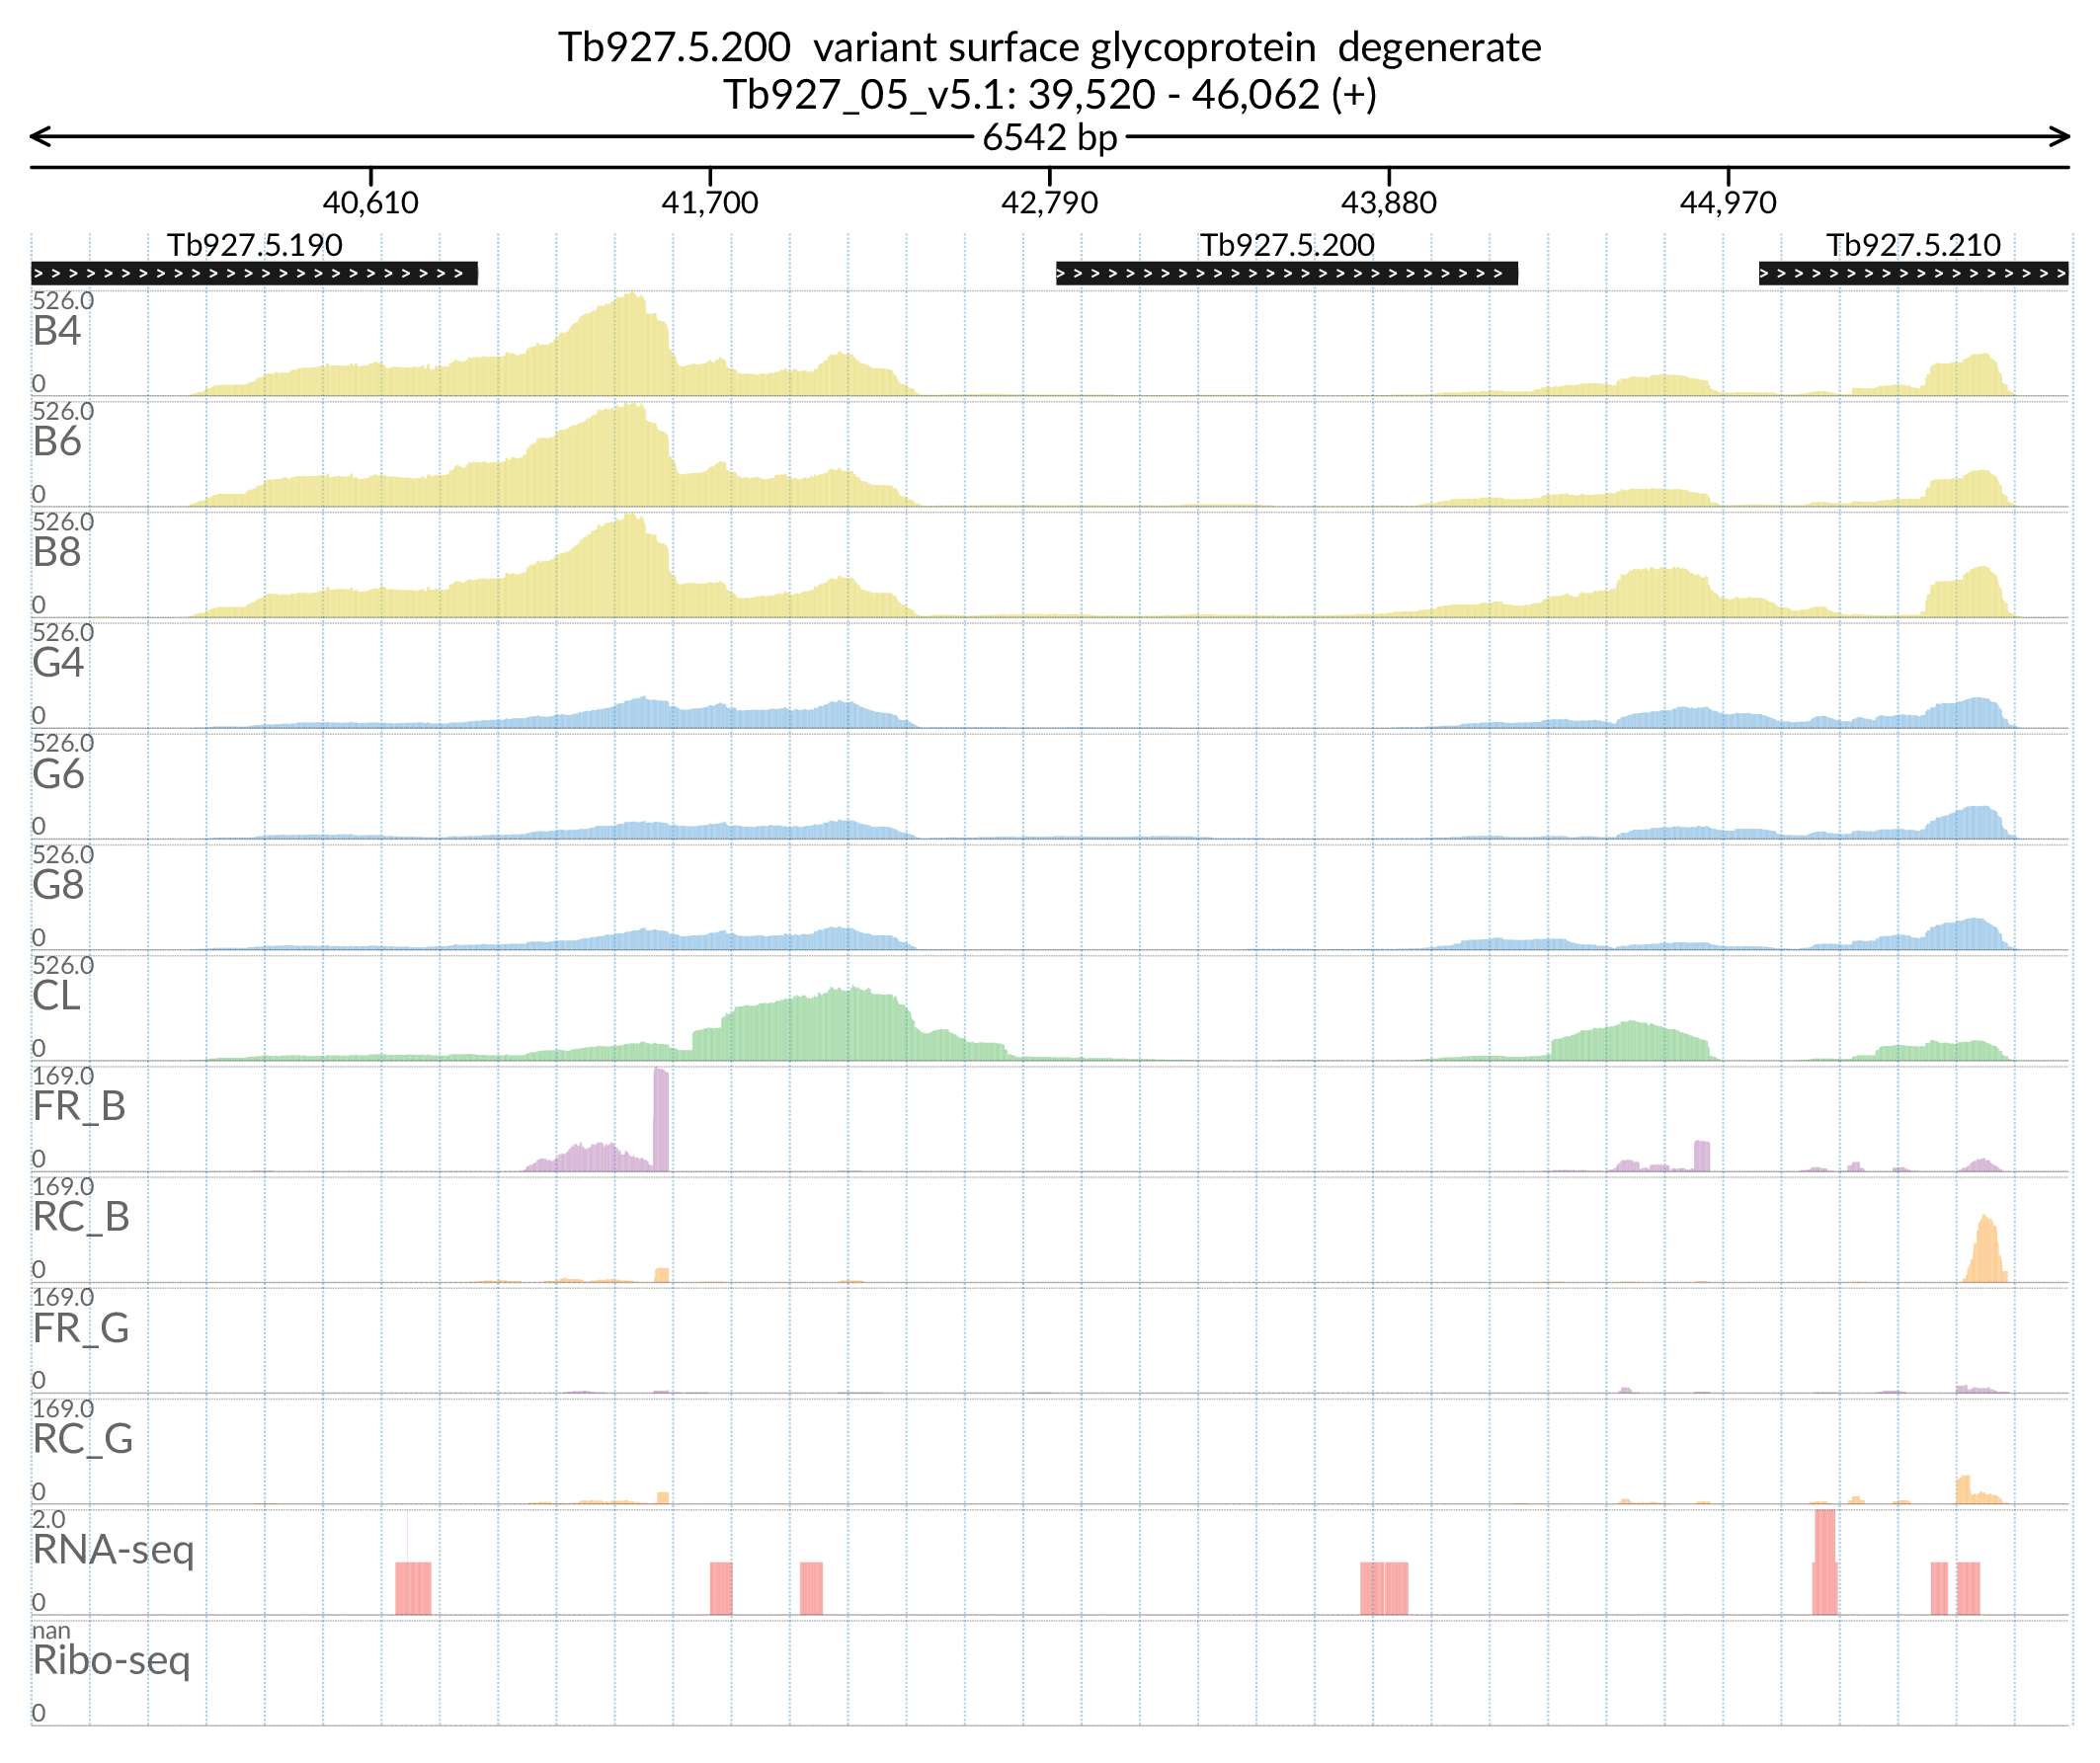 Tb927.5.200  variant surface glycoprotein  degenerate
Tb927_05_v5.1: 39,520 - 46,062 (+)
6542 bp
40,610 41,700 42,790 43,880 44,970
Tb927.5.190 Tb927.5.200 Tb927.5.210
526.0
B4
0
526.0
B6
0
526.0
B8
0
526.0
G4
0
526.0
G6
0
526.0
G8
0
526.0
CL
0
169.0
FR_B
0
169.0
RC_B
0
169.0
FR_G
0
169.0
RC_G
0
2.0
RNA-seq
0
nan
Ribo-seq
0